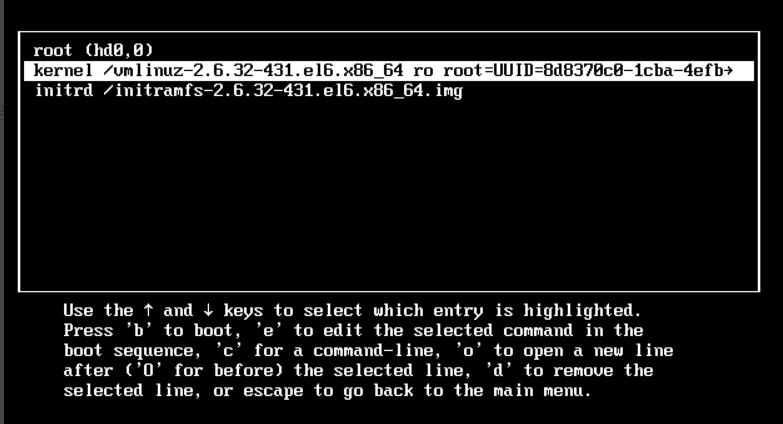 root (hd0,0)
kernel /vmlinuz-2.6.32-431.el6.x86_64 ro root=UUID=8d8370c0-1cba-4efb→
initrd /initramfs-2.6.32-431.el6.x86_64.img
Use the ↑ and ↓ keys to select which entry is highlighted.
Press 'b' to boot, 'e' to edit the selected command in the
boot sequence, 'c' for a command-line, 'o' to open a new line
after ('O' for before) the selected line, 'd' to remove the
selected line, or escape to go back to the main menu.